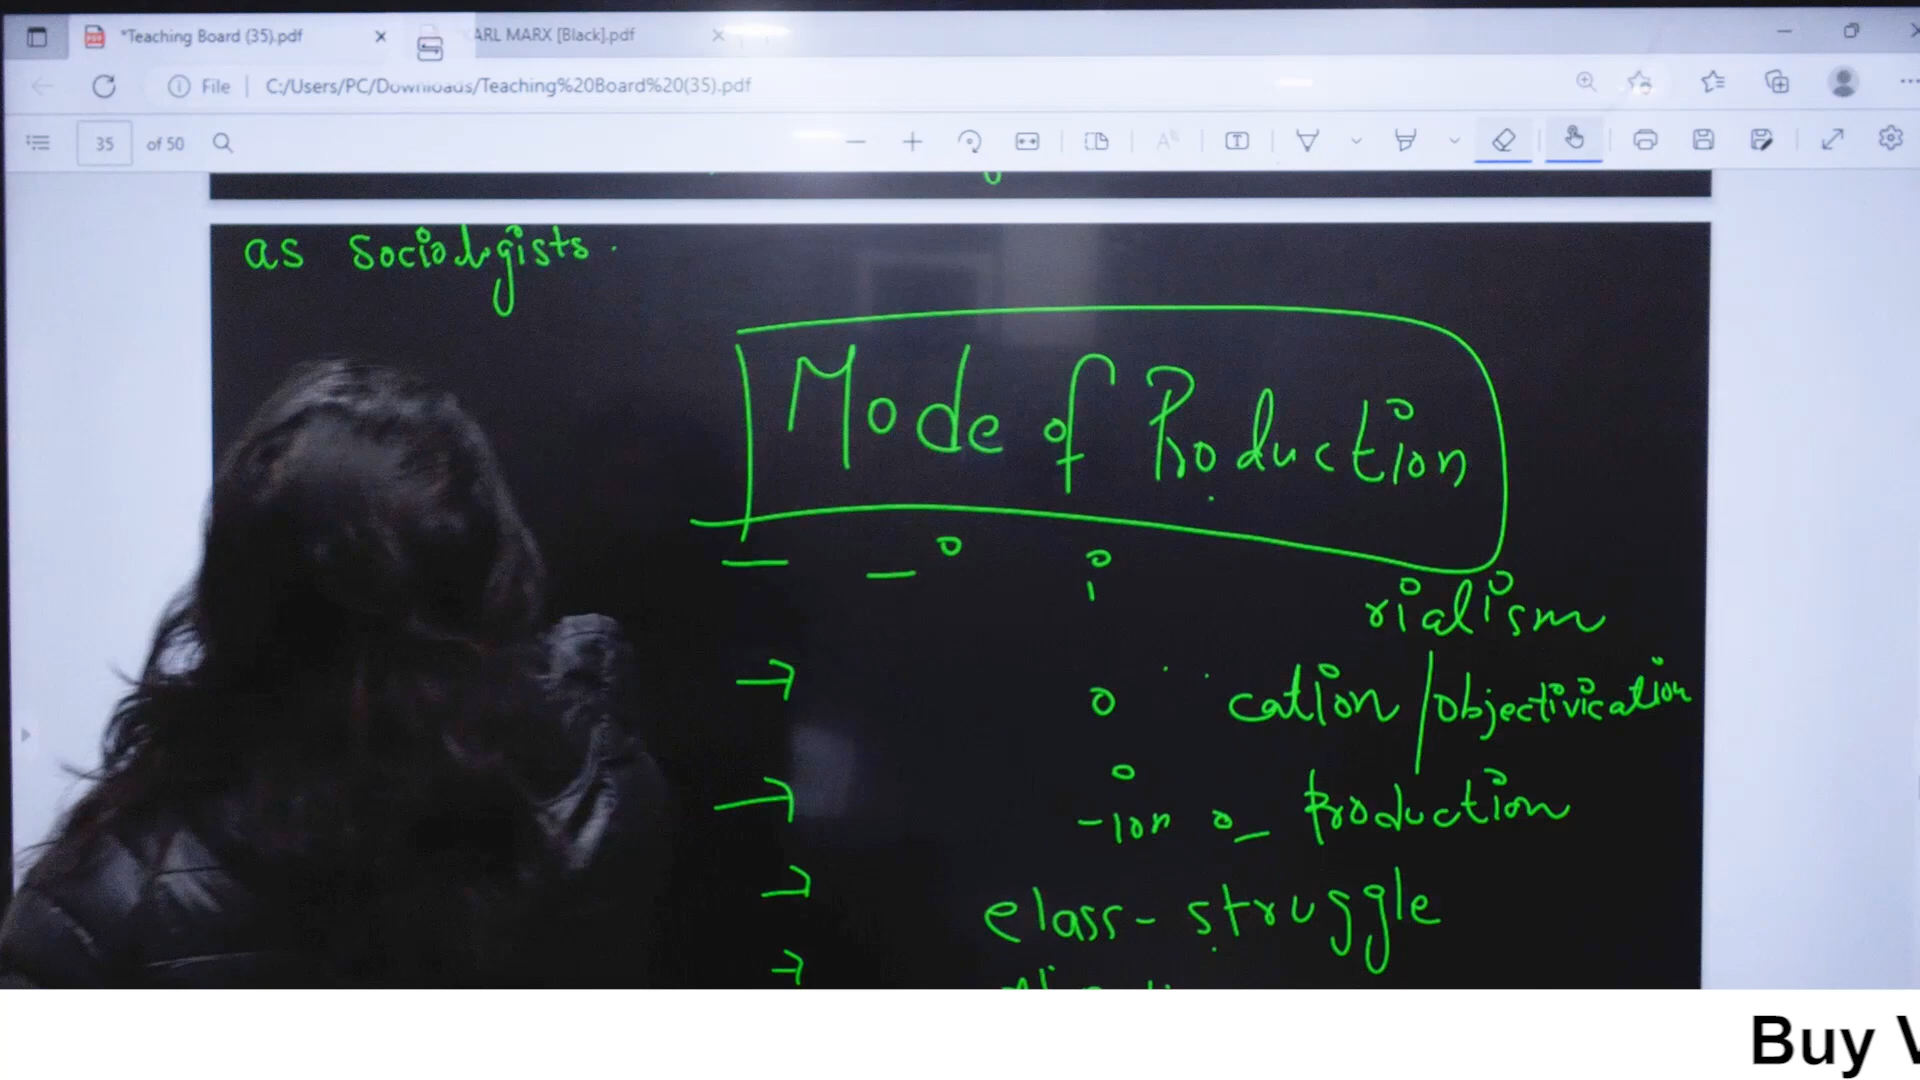 *Teaching Board (35).pdf
ARL MARX [Black].pdf
File
C:/Users/PC/Downloads/Teaching%20Board%20(35).pdf
35 of 50
as Sociologists.
Mode of Production
rialism
cation / objectivication
-ion o_ Production
class-struggle
Buy